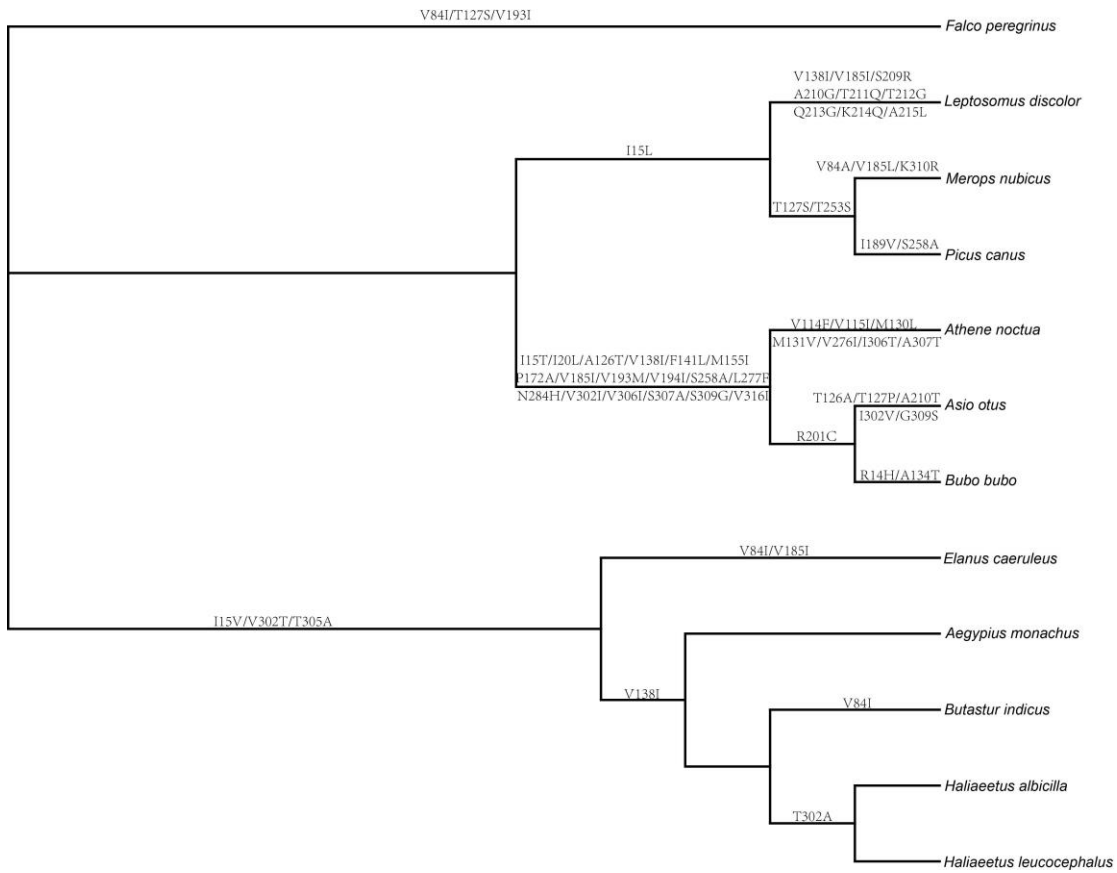 V84I/T127S/V193I
Falco peregrinus
V138I/V185I/S209R
A210G/T211Q/T212G
Leptosomus discolor
Q213G/K214Q/A215L
I15L
V84A/V185L/K310R
Merops nubicus
T127S/T253S
I189V/S258A
Picus canus
V114F/V115I/M130L
Athene noctua
M131V/V276I/I306T/A307T
I15T/I20L/A126T/V138I/F141L/M155I
P172A/V185I/V193M/V194I/S258A/L277F
N284H/V302I/V306I/S307A/S309G/V316I
T126A/T127P/A210T
Asio otus
I302V/G309S
R201C
R14H/A134T
Bubo bubo
V84I/V185I
Elanus caeruleus
I15V/V302T/T305A
Aegypius monachus
V138I
V84I
Butastur indicus
Haliaeetus albicilla
T302A
Haliaeetus leucocephalus